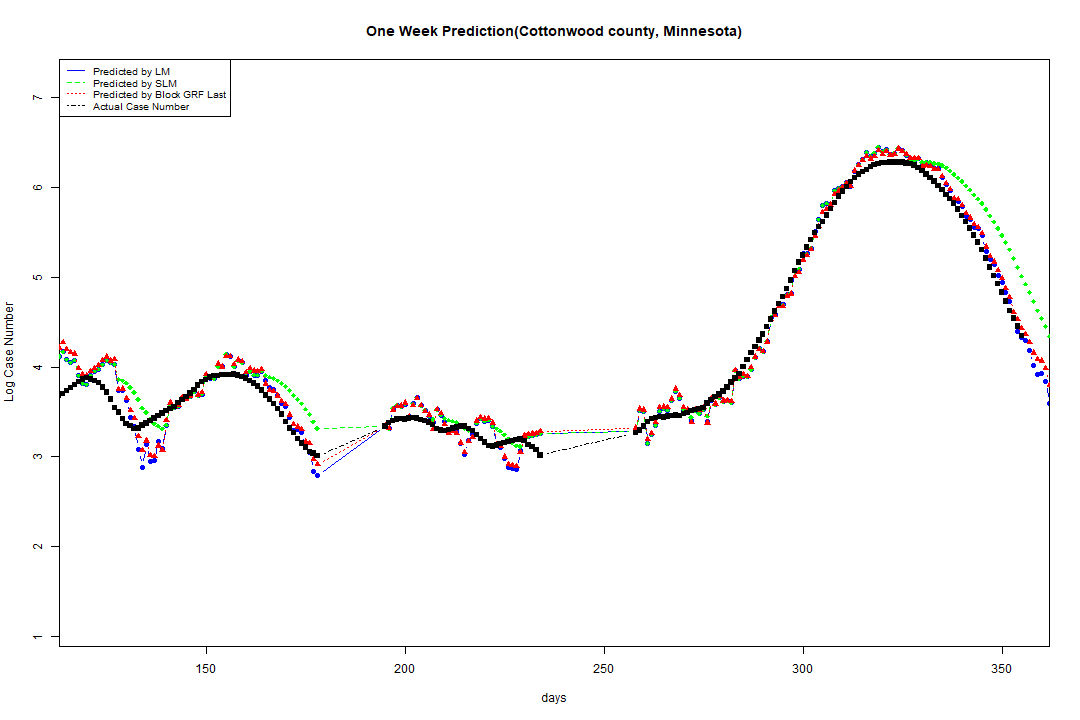 One Week Prediction(Cottonwood county, Minnesota)
Predicted by LM
Predicted by SLM
Predicted by Block GRF Last
Actual Case Number
7
6
5
4
3
2
1
Log Case Number
150
200
250
300
350
days